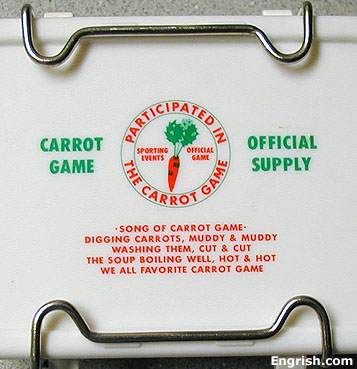 CARROT GAME
PARTICIPATED IN THE CARROT GAME
SPORTING EVENTS
OFFICIAL GAME
OFFICIAL SUPPLY
·SONG OF CARROT GAME·
DIGGING CARROTS, MUDDY & MUDDY
WASHING THEM, CUT & CUT
THE SOUP BOILING WELL, HOT & HOT
WE ALL FAVORITE CARROT GAME
Engrish.com